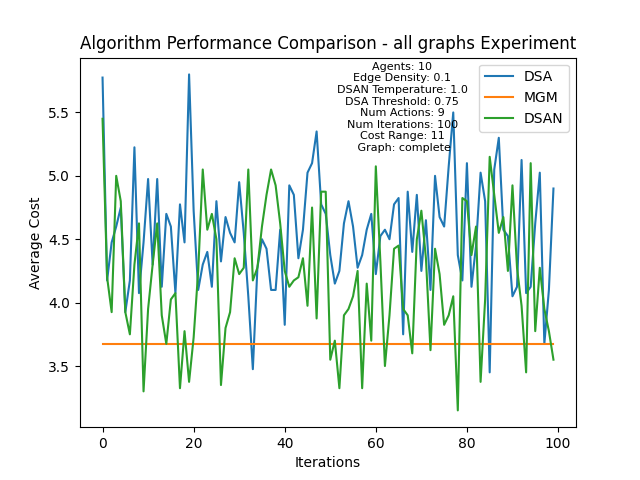 Algorithm Performance Comparison - all graphs Experiment
Agents: 10
Edge Density: 0.1
DSAN Temperature: 1.0
DSA Threshold: 0.75
Num Actions: 9
Num Iterations: 100
Cost Range: 11
Graph: complete
DSA
MGM
DSAN
Average Cost
5.5
5.0
4.5
4.0
3.5
0
20
40
60
80
100
Iterations